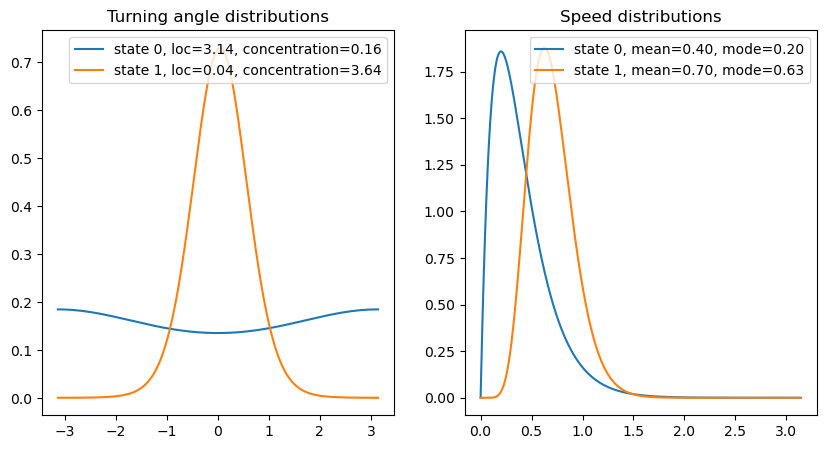 Turning angle distributions
state 0, loc=3.14, concentration=0.16
state 1, loc=0.04, concentration=3.64
0.7
0.6
0.5
0.4
0.3
0.2
0.1
0.0
−3 −2 −1 0 1 2 3
Speed distributions
state 0, mean=0.40, mode=0.20
state 1, mean=0.70, mode=0.63
1.75
1.50
1.25
1.00
0.75
0.50
0.25
0.00
0.0 0.5 1.0 1.5 2.0 2.5 3.0